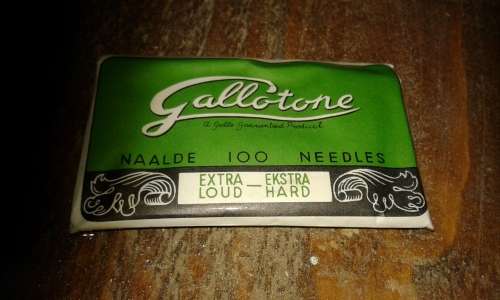 Gallotone
A Gallo Guaranteed Product
NAALDE 100 NEEDLES
EXTRA — EKSTRA
LOUD HARD